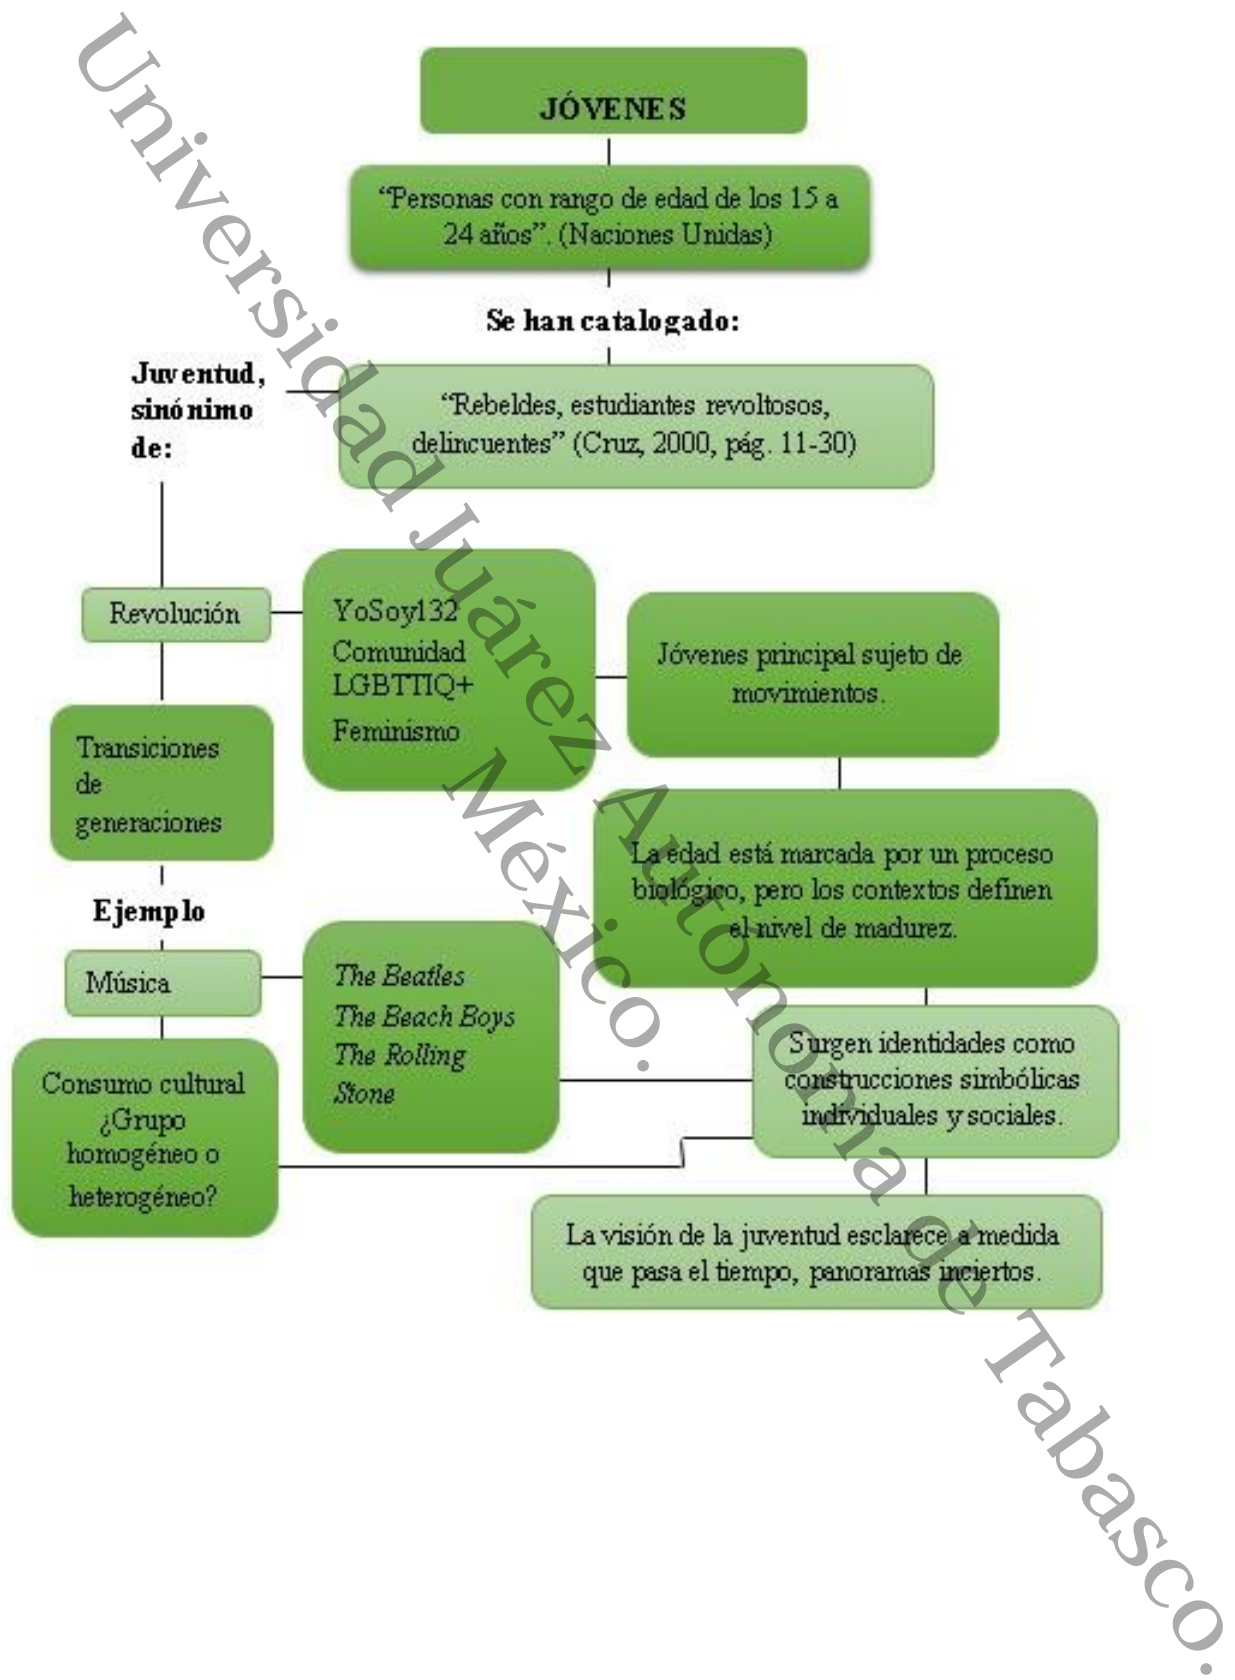 JÓVENES
“Personas con rango de edad de los 15 a
24 años”. (Naciones Unidas)
Se han catalogado:
“Rebeldes, estudiantes revoltosos,
delincuentes” (Cruz, 2000, pág. 11-30)
Juventud,
sinónimo
de:
Revolución
YoSoy132
Comunidad
LGBTTIQ+
Feminismo
Jóvenes principal sujeto de
movimientos.
Transiciones
de
generaciones
La edad está marcada por un proceso
biológico, pero los contextos definen
el nivel de madurez.
Ejemplo
Música
The Beatles
The Beach Boys
The Rolling
Stone
Surgen identidades como
construcciones simbólicas
individuales y sociales.
Consumo cultural
¿Grupo
homogéneo o
heterogéneo?
La visión de la juventud esclarece a medida
que pasa el tiempo, panoramas inciertos.
Universidad Juárez Autónoma de Tabasco.
México.